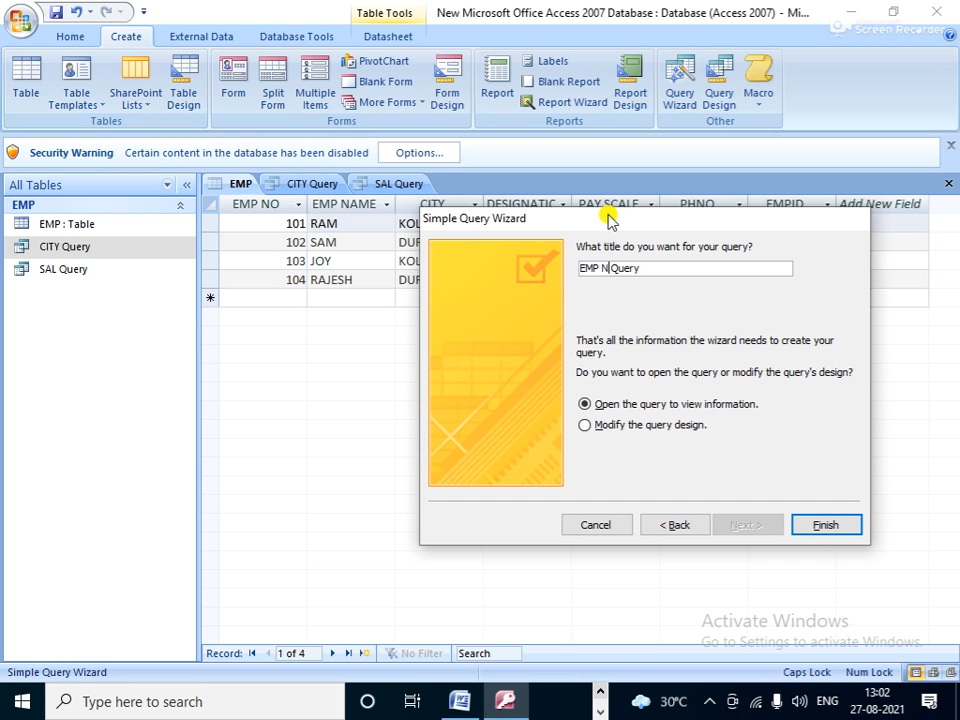 Table Tools
New Microsoft Office Access 2007 Database : Database (Access 2007) - Mi...
Screen Recorder
Home
Create
External Data
Database Tools
Datasheet
Table
Table Templates
SharePoint Lists
Table Design
Tables
Form
Split Form
Multiple Items
PivotChart
Blank Form
More Forms
Form Design
Forms
Report
Labels
Blank Report
Report Wizard
Report Design
Reports
Query Wizard
Query Design
Macro
Other
Security Warning Certain content in the database has been disabled Options...
All Tables
EMP
EMP : Table
CITY Query
SAL Query
EMP CITY Query SAL Query
EMP NO EMP NAME CITY DESIGNATIC PAY SCALE PHNO EMPID Add New Field
101 RAM KOL
102 SAM DUR
103 JOY KOL
104 RAJESH DUR
Simple Query Wizard
What title do you want for your query?
EMP N Query
That's all the information the wizard needs to create your
query.
Do you want to open the query or modify the query's design?
Open the query to view information.
Modify the query design.
Cancel < Back Next > Finish
Activate Windows
Go to Settings to activate Windows.
Record: 1 of 4 No Filter Search
Simple Query Wizard
Caps Lock Num Lock
Type here to search
30°C
ENG
13:02
27-08-2021